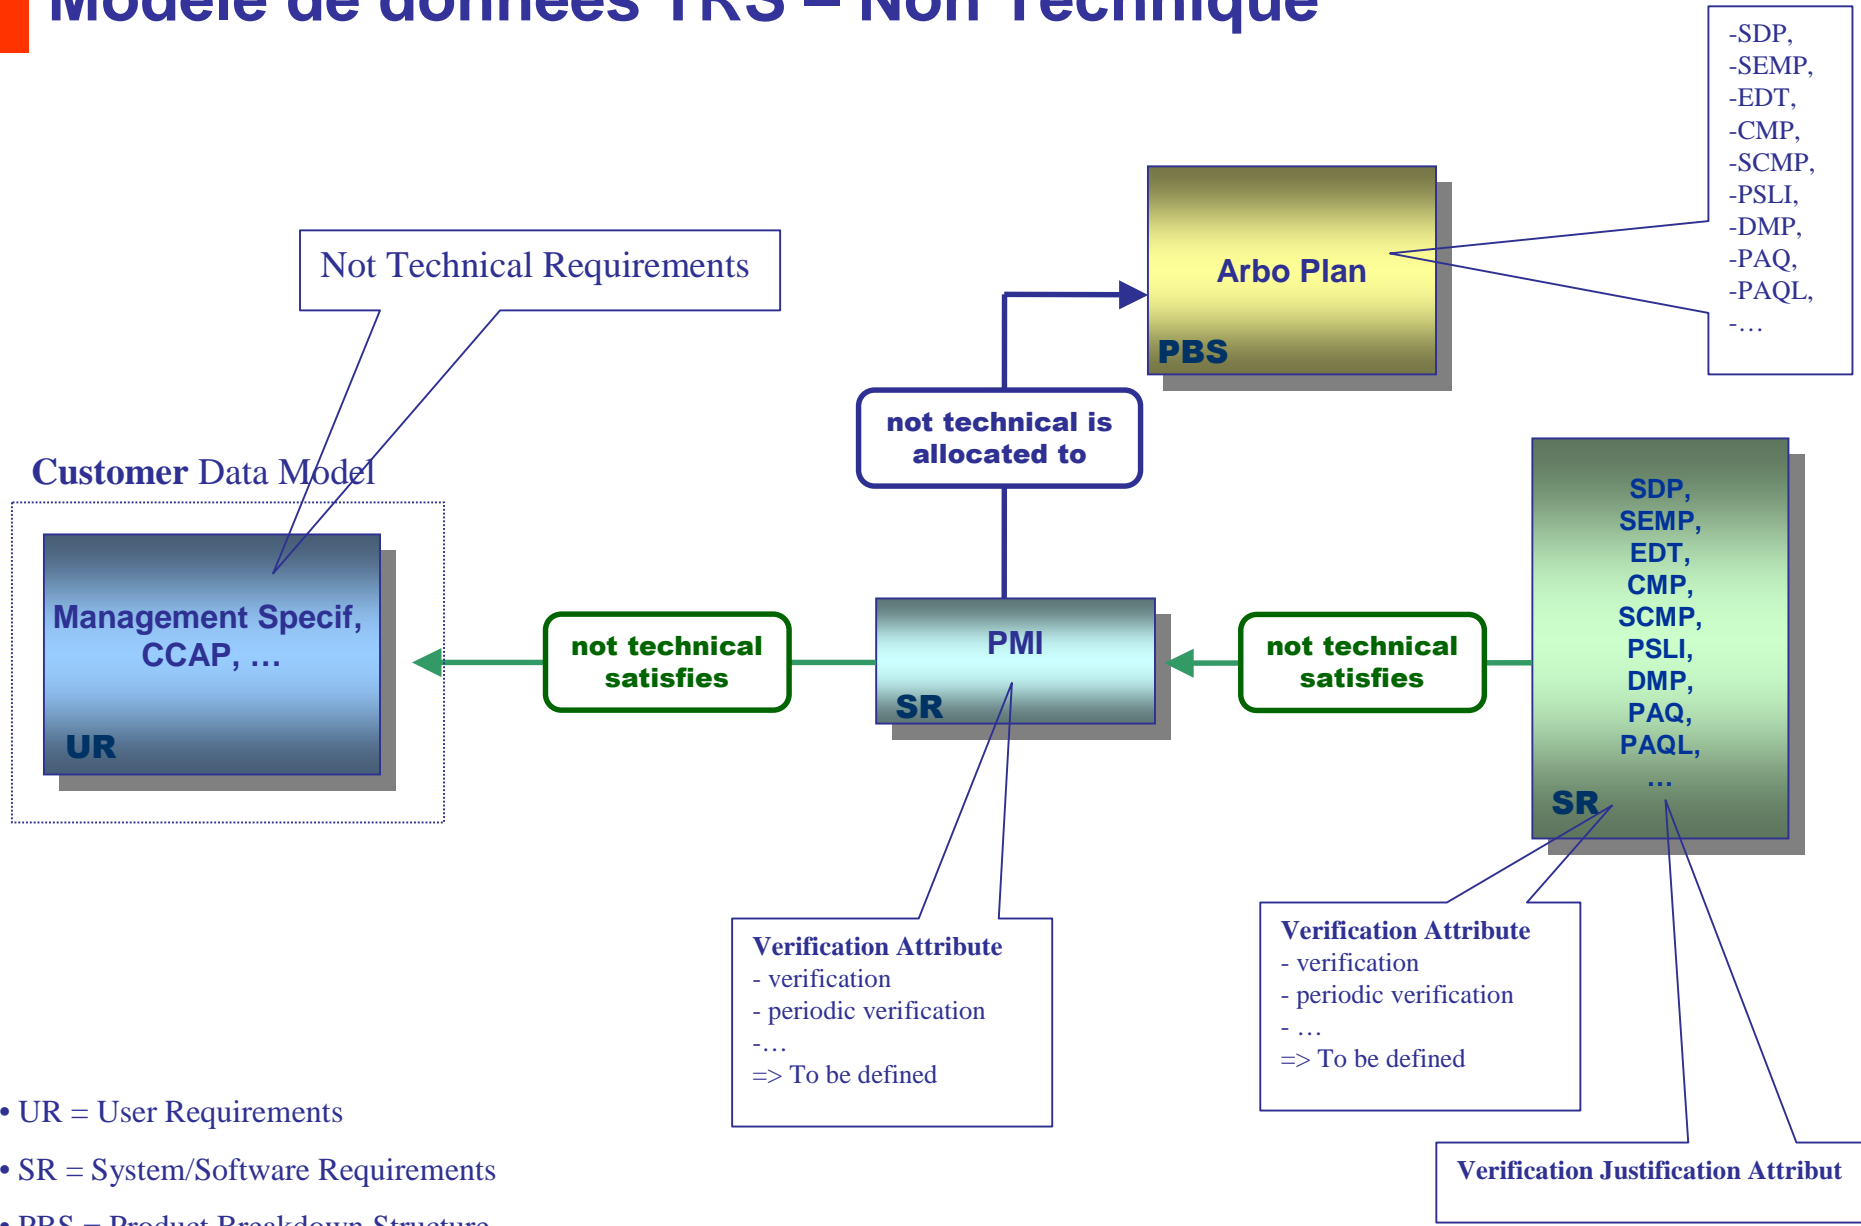 Modèle de données TRS – Non Technique
-SDP,
-SEMP,
-EDT,
-CMP,
-SCMP,
-PSLI,
-DMP,
-PAQ,
-PAQL,
-…
Arbo Plan
PBS
Not Technical Requirements
not technical is
allocated to
Customer Data Model
Management Specif,
CCAP, …
UR
not technical
satisfies
PMI
SR
not technical
satisfies
SDP,
SEMP,
EDT,
CMP,
SCMP,
PSLI,
DMP,
PAQ,
PAQL,
…
SR
Verification Attribute
- verification
- periodic verification
-…
=> To be defined
Verification Attribute
- verification
- periodic verification
- …
=> To be defined
Verification Justification Attribut
• UR = User Requirements
• SR = System/Software Requirements
• PBS = Product Breakdown Structure